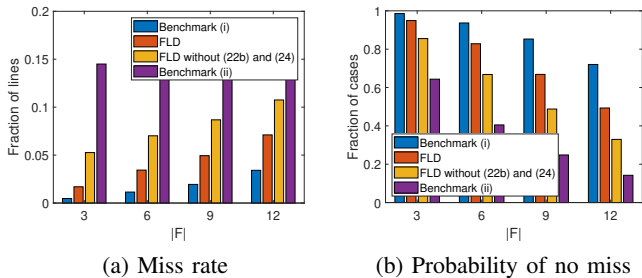 0.2
0.15
0.1
0.05
0
Fraction of lines
Benchmark (i)
FLD
FLD without (22b) and (24)
Benchmark (ii)
3 6 9 12
|F|
(a) Miss rate
1
0.8
0.6
0.4
0.2
0
Fraction of cases
Benchmark (i)
FLD
FLD without (22b) and (24)
Benchmark (ii)
3 6 9 12
|F|
(b) Probability of no miss